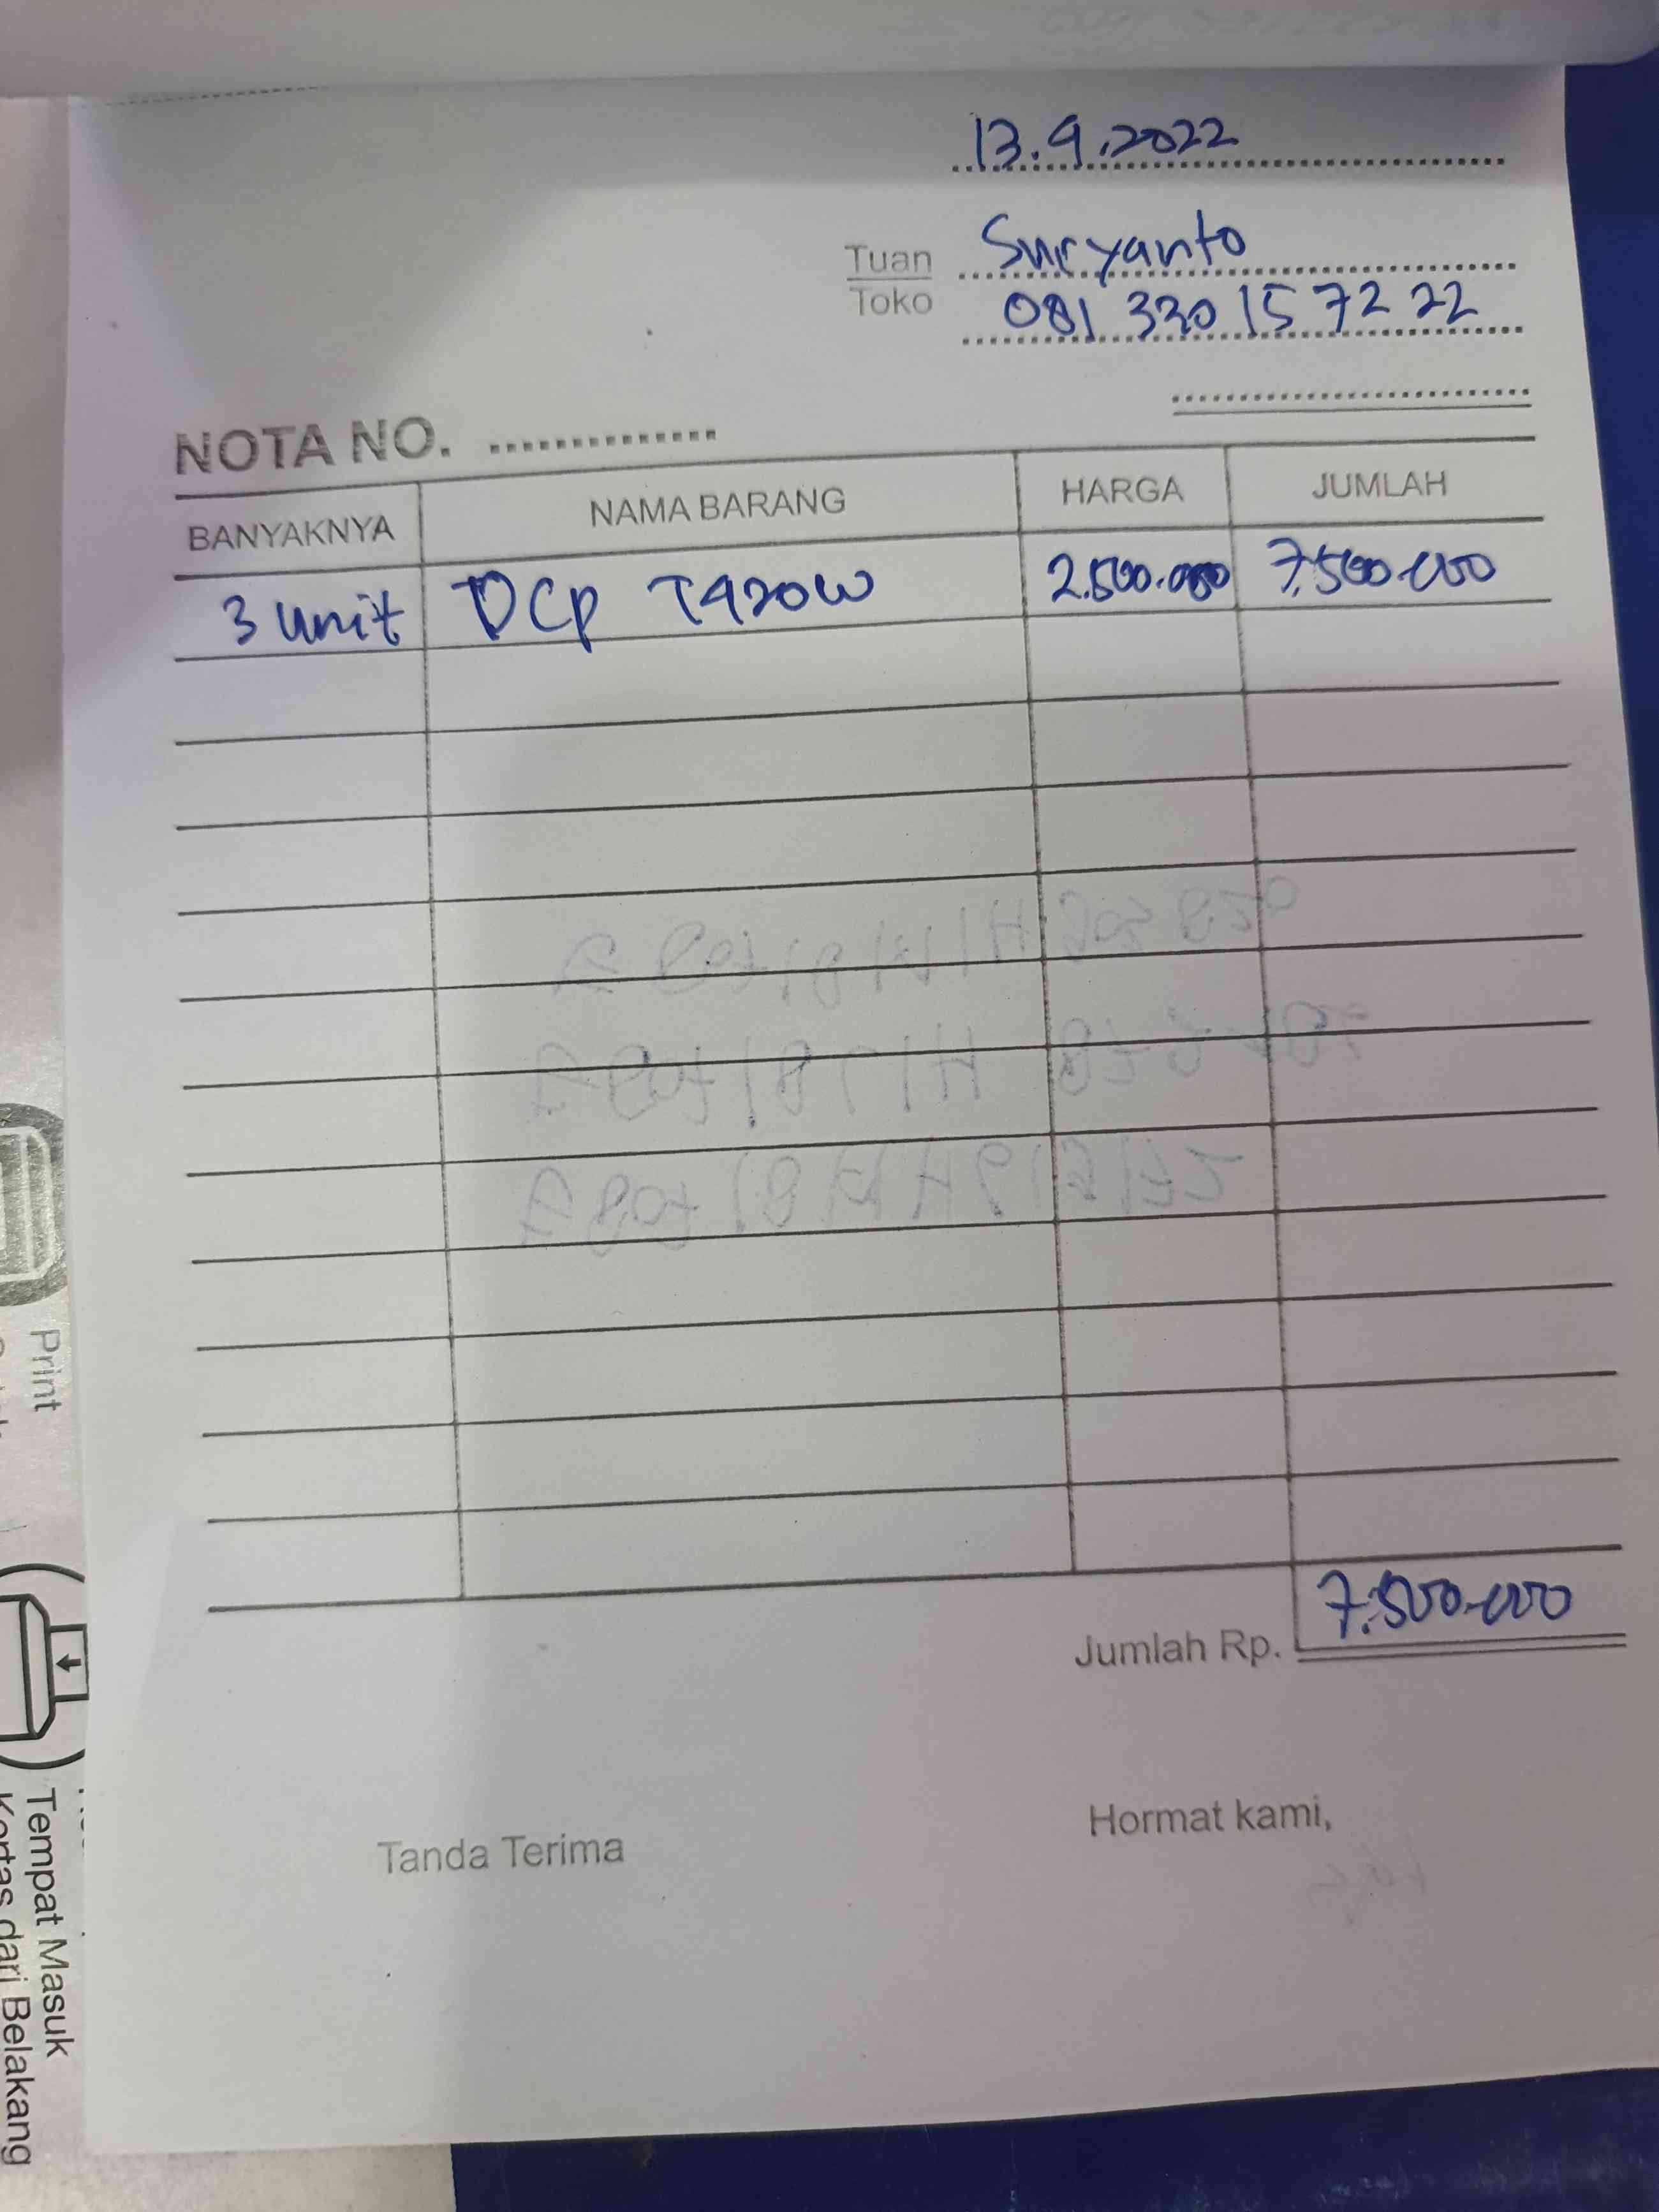 13.9.2022
Tuan Suryanto
Toko 081 330 15 72 22
NOTA NO. ..............
BANYAKNYA NAMA BARANG HARGA JUMLAH
3 unit DCP T420W 2.500.000 7.500.000
Jumlah Rp. 7.500.000
Tanda Terima Hormat kami,
Print
Tempat Masuk
Kertas dari Belakang